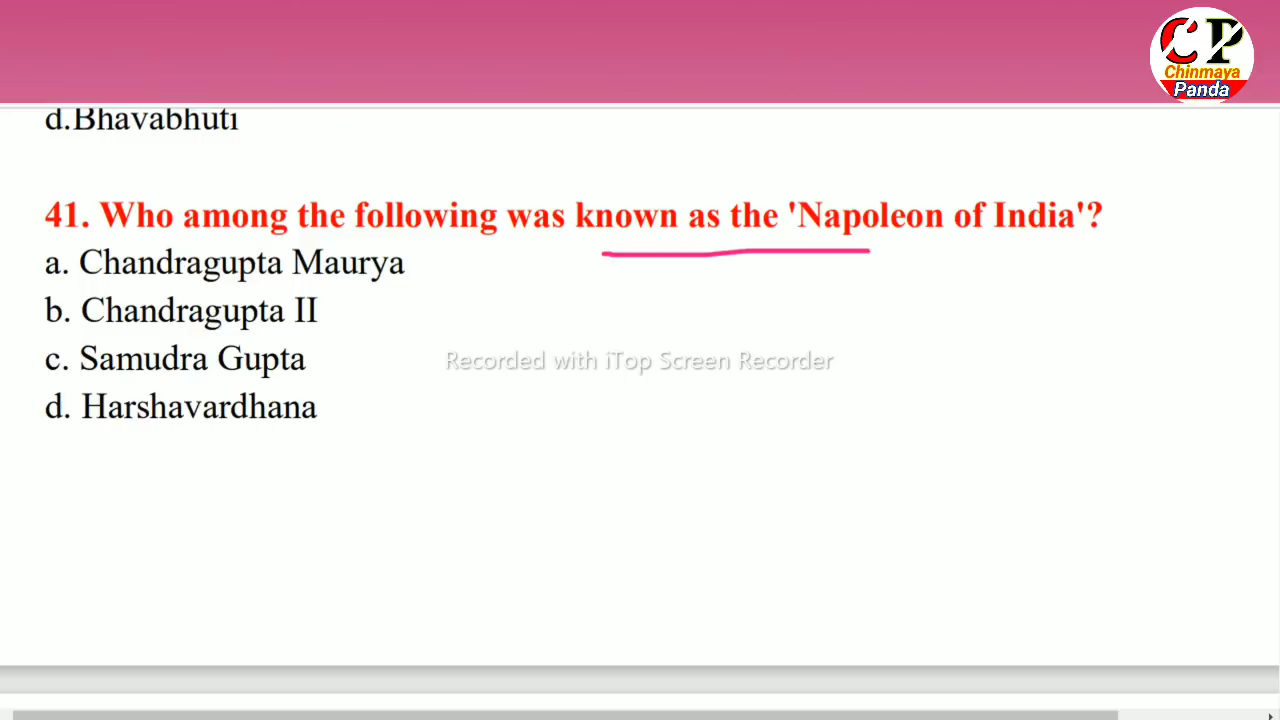 CP
Chinmaya
Panda
d.Bhavabhuti
41. Who among the following was known as the 'Napoleon of India'?
a. Chandragupta Maurya
b. Chandragupta II
c. Samudra Gupta
Recorded with iTop Screen Recorder
d. Harshavardhana